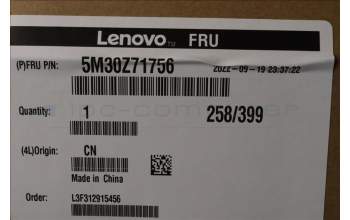 Lenovo™ FRU
(P)FRU P/N: 5M30Z71756 2022-09-19 23:37:22
Quantity: 1 258/399
(4L)Origin: CN
Made in China
Order: L3F312915456